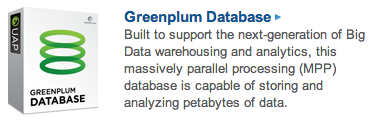 Greenplum Database
Built to support the next-generation of Big
Data warehousing and analytics, this
massively parallel processing (MPP)
database is capable of storing and
analyzing petabytes of data.
UAP
GREENPLUM
DATABASE